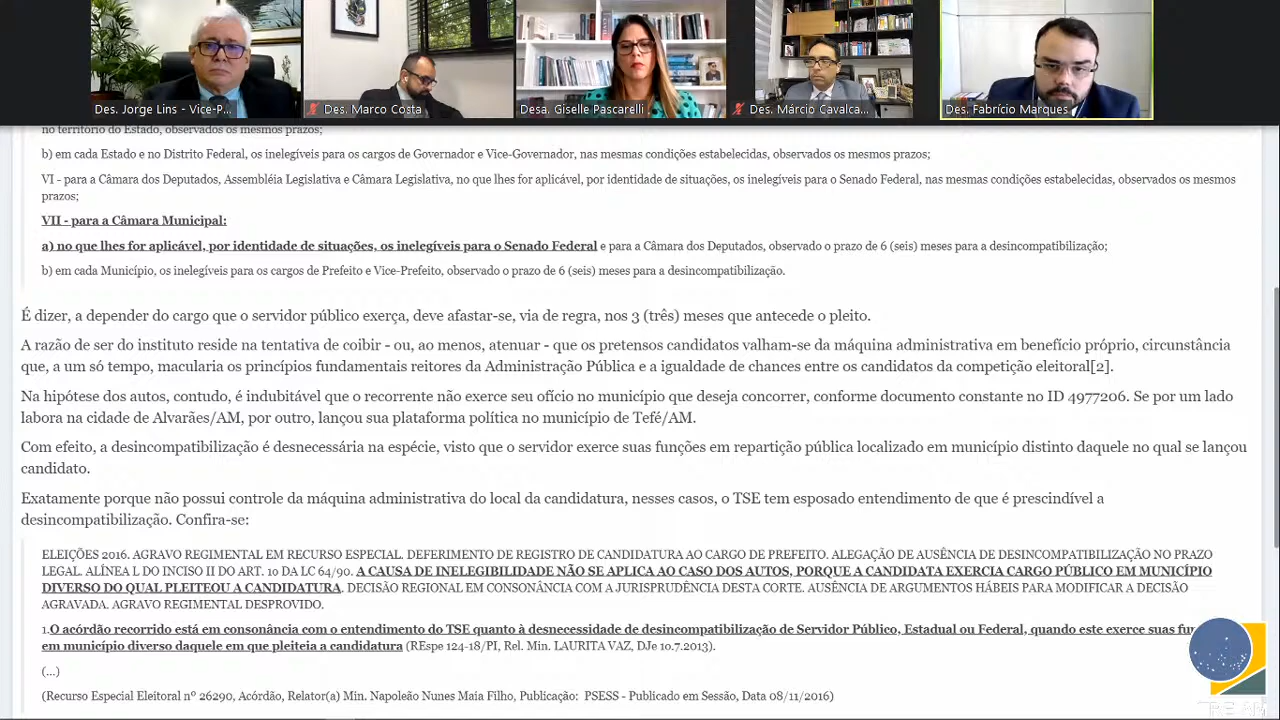 Des. Jorge Lins - Vice-P...
Des. Marco Costa
Desa. Giselle Pascarelli
Des. Márcio Cavalca...
Des. Fabrício Marques
no território do Estado, observados os mesmos prazos;
b) em cada Estado e no Distrito Federal, os inelegíveis para os cargos de Governador e Vice-Governador, nas mesmas condições estabelecidas, observados os mesmos prazos;
VI - para a Câmara dos Deputados, Assembléia Legislativa e Câmara Legislativa, no que lhes for aplicável, por identidade de situações, os inelegíveis para o Senado Federal, nas mesmas condições estabelecidas, observados os mesmos
prazos;
VII - para a Câmara Municipal:
a) no que lhes for aplicável, por identidade de situações, os inelegíveis para o Senado Federal e para a Câmara dos Deputados, observado o prazo de 6 (seis) meses para a desincompatibilização;
b) em cada Município, os inelegíveis para os cargos de Prefeito e Vice-Prefeito, observado o prazo de 6 (seis) meses para a desincompatibilização.
É dizer, a depender do cargo que o servidor público exerça, deve afastar-se, via de regra, nos 3 (três) meses que antecede o pleito.
A razão de ser do instituto reside na tentativa de coibir - ou, ao menos, atenuar - que os pretensos candidatos valham-se da máquina administrativa em benefício próprio, circunstância
que, a um só tempo, macularia os princípios fundamentais reitores da Administração Pública e a igualdade de chances entre os candidatos da competição eleitoral[2].
Na hipótese dos autos, contudo, é indubitável que o recorrente não exerce seu ofício no município que deseja concorrer, conforme documento constante no ID 4977206. Se por um lado
labora na cidade de Alvarães/AM, por outro, lançou sua plataforma política no município de Tefé/AM.
Com efeito, a desincompatibilização é desnecessária na espécie, visto que o servidor exerce suas funções em repartição pública localizado em município distinto daquele no qual se lançou
candidato.
Exatamente porque não possui controle da máquina administrativa do local da candidatura, nesses casos, o TSE tem esposado entendimento de que é prescindível a
desincompatibilização. Confira-se:
ELEIÇÕES 2016. AGRAVO REGIMENTAL EM RECURSO ESPECIAL. DEFERIMENTO DE REGISTRO DE CANDIDATURA AO CARGO DE PREFEITO. ALEGAÇÃO DE AUSÊNCIA DE DESINCOMPATIBILIZAÇÃO NO PRAZO
LEGAL. ALÍNEA L DO INCISO II DO ART. 10 DA LC 64/90. A CAUSA DE INELEGIBILIDADE NÃO SE APLICA AO CASO DOS AUTOS, PORQUE A CANDIDATA EXERCIA CARGO PÚBLICO EM MUNICÍPIO
DIVERSO DO QUAL PLEITEOU A CANDIDATURA. DECISÃO REGIONAL EM CONSONÂNCIA COM A JURISPRUDÊNCIA DESTA CORTE. AUSÊNCIA DE ARGUMENTOS HÁBEIS PARA MODIFICAR A DECISÃO
AGRAVADA. AGRAVO REGIMENTAL DESPROVIDO.
1.O acórdão recorrido está em consonância com o entendimento do TSE quanto à desnecessidade de desincompatibilização de Servidor Público, Estadual ou Federal, quando este exerce suas
em município diverso daquele em que pleiteia a candidatura (REspe 124-18/PI, Rel. Min. LAURITA VAZ, DJe 10.7.2013).
(...)
(Recurso Especial Eleitoral nº 26290, Acórdão, Relator(a) Min. Napoleão Nunes Maia Filho, Publicação: PSESS - Publicado em Sessão, Data 08/11/2016)